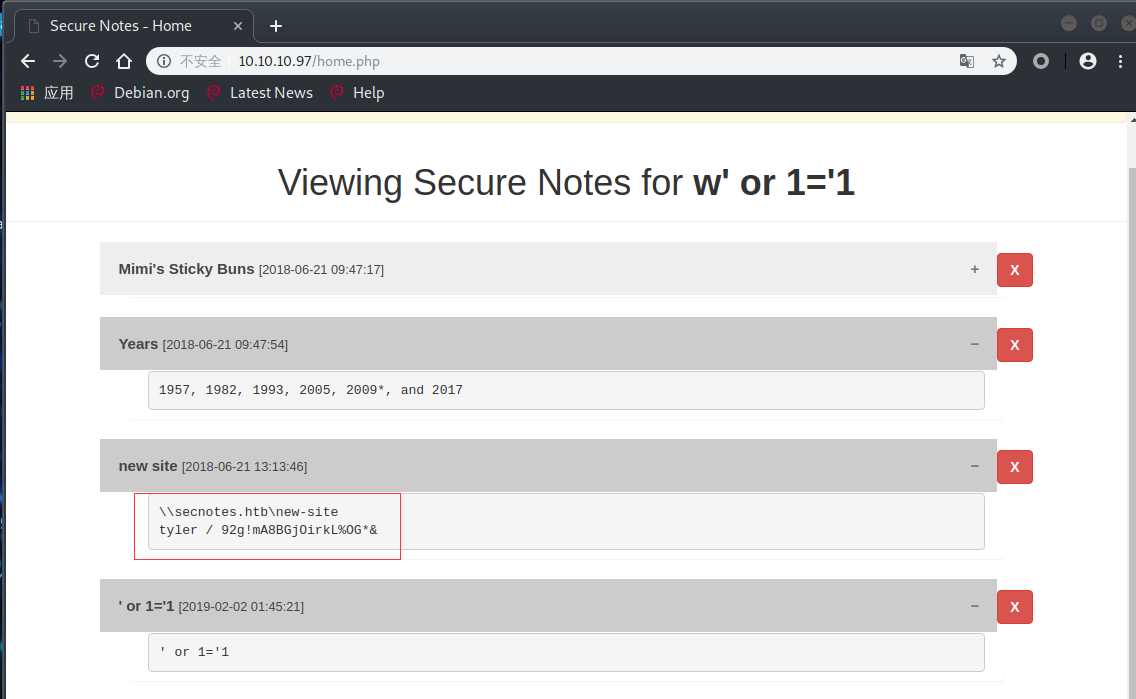 Secure Notes - Home
不安全
10.10.10.97/home.php
应用
Debian.org
Latest News
Help
Viewing Secure Notes for w' or 1='1
Mimi's Sticky Buns [2018-06-21 09:47:17]
+
X
Years [2018-06-21 09:47:54]
−
X
1957, 1982, 1993, 2005, 2009*, and 2017
new site [2018-06-21 13:13:46]
−
X
\\secnotes.htb\new-site
tyler / 92g!mA8BGjOirkL%OG*&
' or 1='1 [2019-02-02 01:45:21]
−
X
' or 1='1